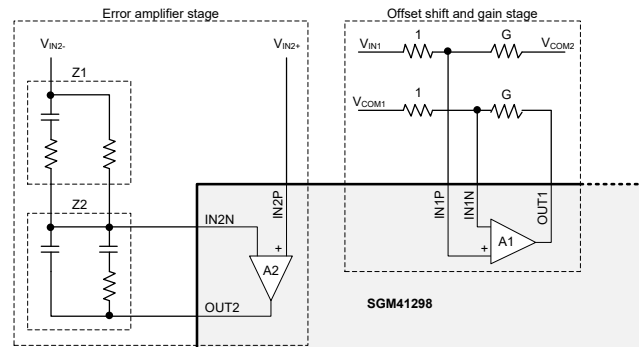 Error amplifier stage
Offset shift and gain stage
VIN2-
VIN2+
VIN1
1
G
VCOM2
Z1
VCOM1
1
G
IN2P
IN1P
IN1N
OUT1
Z2
IN2N
+
A2
+
A1
OUT2
SGM41298